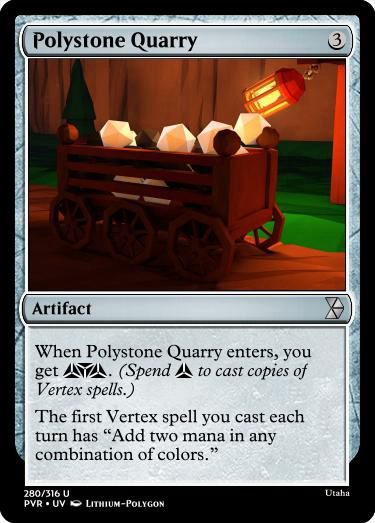 Polystone Quarry 3
Artifact
When Polystone Quarry enters, you
get . (Spend to cast copies of
Vertex spells.)
The first Vertex spell you cast each
turn has “Add two mana in any
combination of colors.”
280/316 U
PVR • UV Lithium-Polygon
Utaha